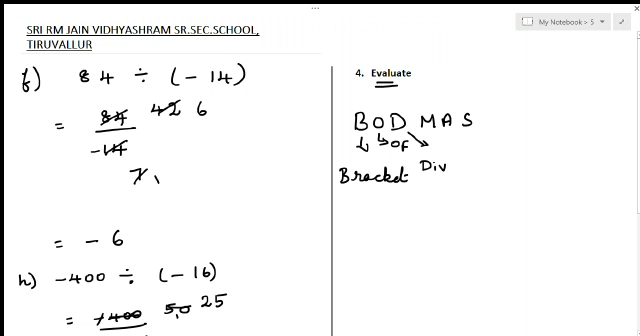 SRI RM JAIN VIDHYASHRAM SR.SEC.SCHOOL,
TIRUVALLUR
My Notebook > 5
f) 84 ÷ (-14)
= 84 42 6
-14
7
= - 6
h) -400 ÷ (-16)
= -400 50 25
4. Evaluate
BODMAS
OF
Bracket Div